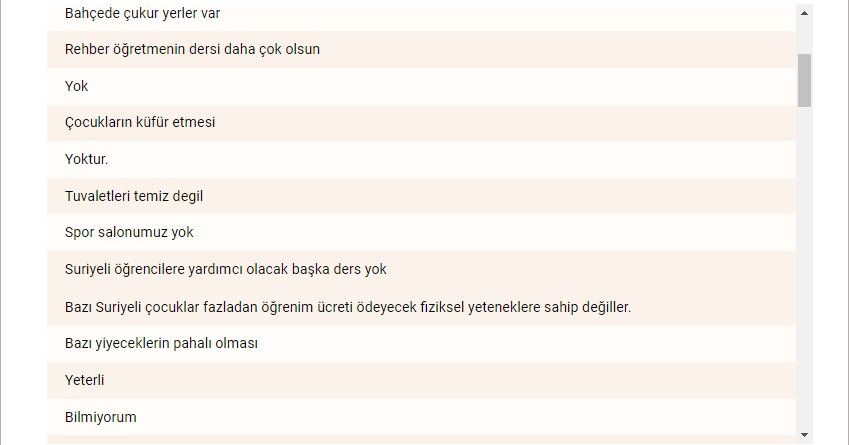 Bahçede çukur yerler var
Rehber öğretmenin dersi daha çok olsun
Yok
Çocukların küfür etmesi
Yoktur.
Tuvaletleri temiz degil
Spor salonumuz yok
Suriyeli öğrencilere yardımcı olacak başka ders yok
Bazı Suriyeli çocuklar fazladan öğrenim ücreti ödeyecek fiziksel yeteneklere sahip değiller.
Bazı yiyeceklerin pahalı olması
Yeterli
Bilmiyorum